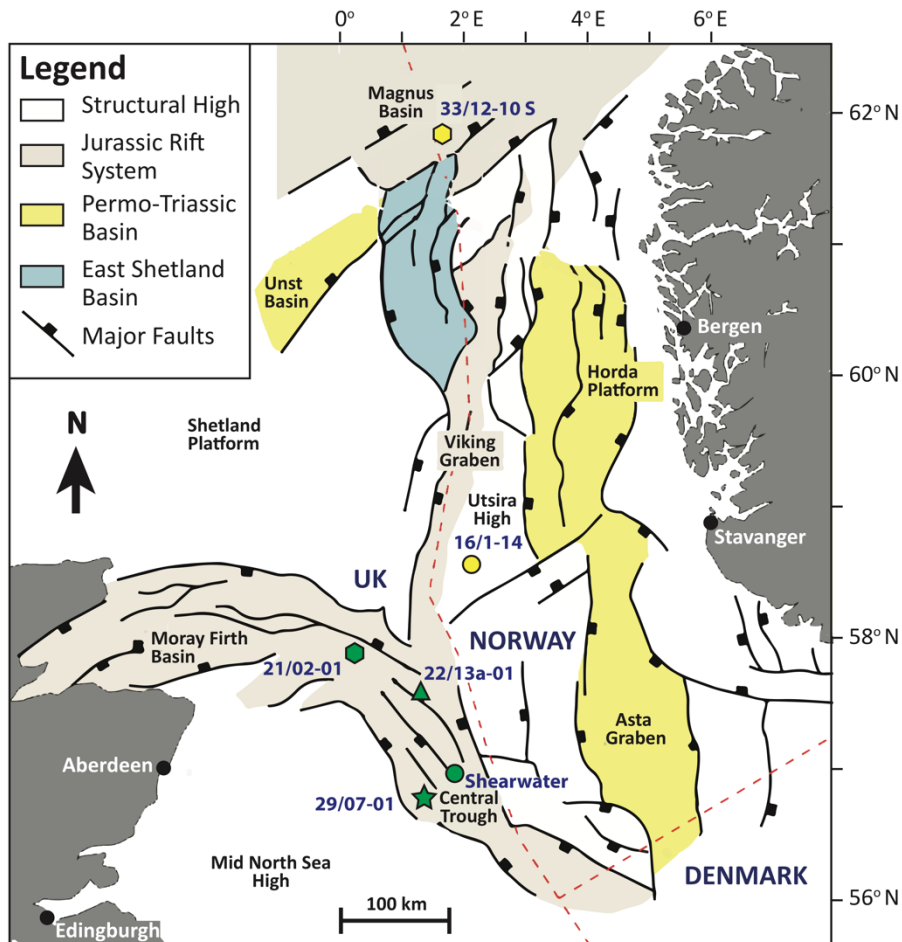 0° 2° E 4° E 6° E
Legend
Structural High
Jurassic Rift
System
Permo-Triassic
Basin
East Shetland
Basin
Major Faults
Magnus
Basin
33/12-10 S
62° N
Unst
Basin
Bergen
60° N
Horda
Platform
N
Shetland
Platform
Viking
Graben
Utsira
High
16/1-14
Stavanger
UK
NORWAY
58° N
Moray Firth
Basin
21/02-01
22/13a-01
Asta
Graben
Aberdeen
Shearwater
29/07-01
Central
Trough
Mid North Sea
High
DENMARK
56° N
100 km
Edingburgh